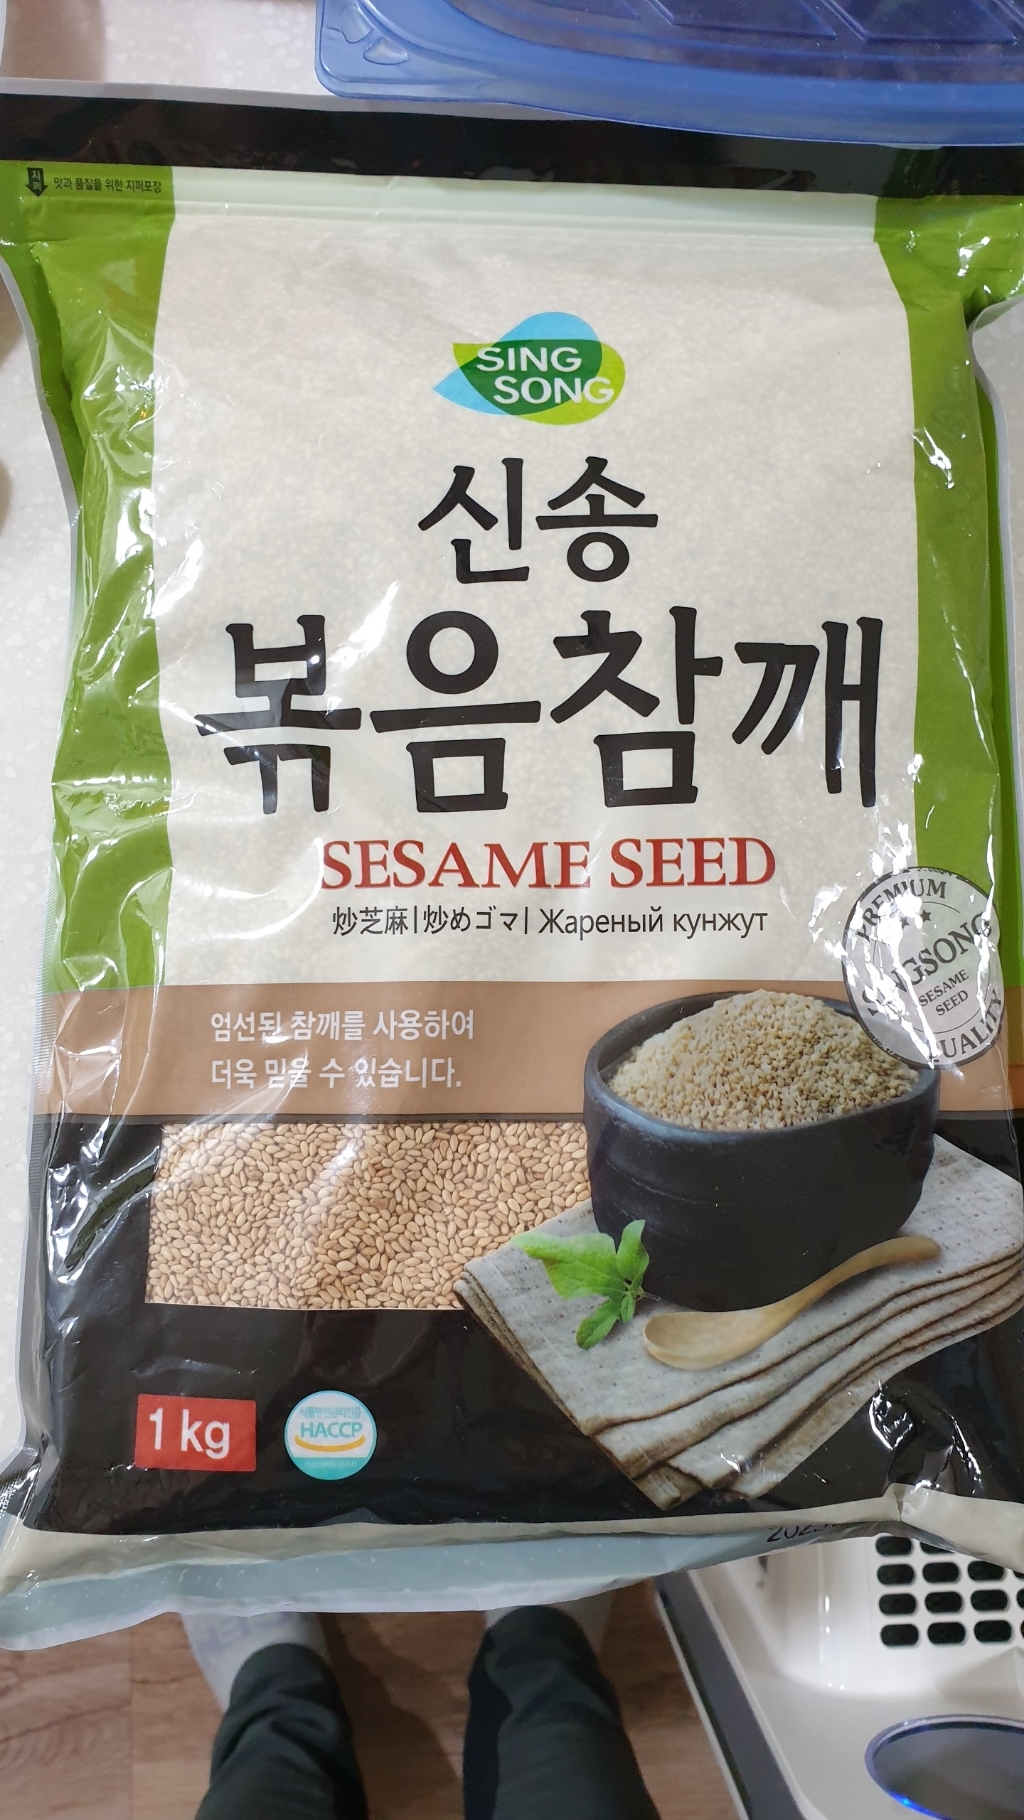 지퍼
맛과 품질을 위한 지퍼포장
SING
SONG
신송
볶음참깨
SESAME SEED
炒芝麻|炒めゴマ| Жареный кунжут
PREMIUM
SINGSONG
SESAME
SEED
QUALITY
엄선된 참깨를 사용하여
더욱 믿을 수 있습니다.
1 kg
HACCP